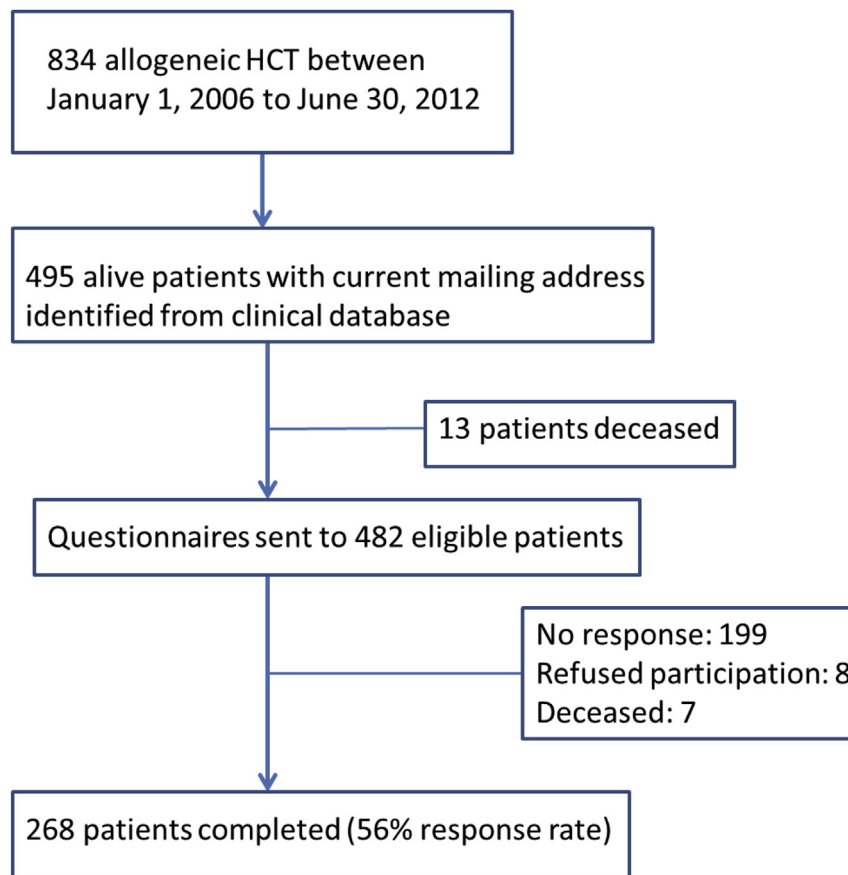 834 allogeneic HCT between
January 1, 2006 to June 30, 2012
495 alive patients with current mailing address
identified from clinical database
13 patients deceased
Questionnaires sent to 482 eligible patients
No response: 199
Refused participation: 8
Deceased: 7
268 patients completed (56% response rate)